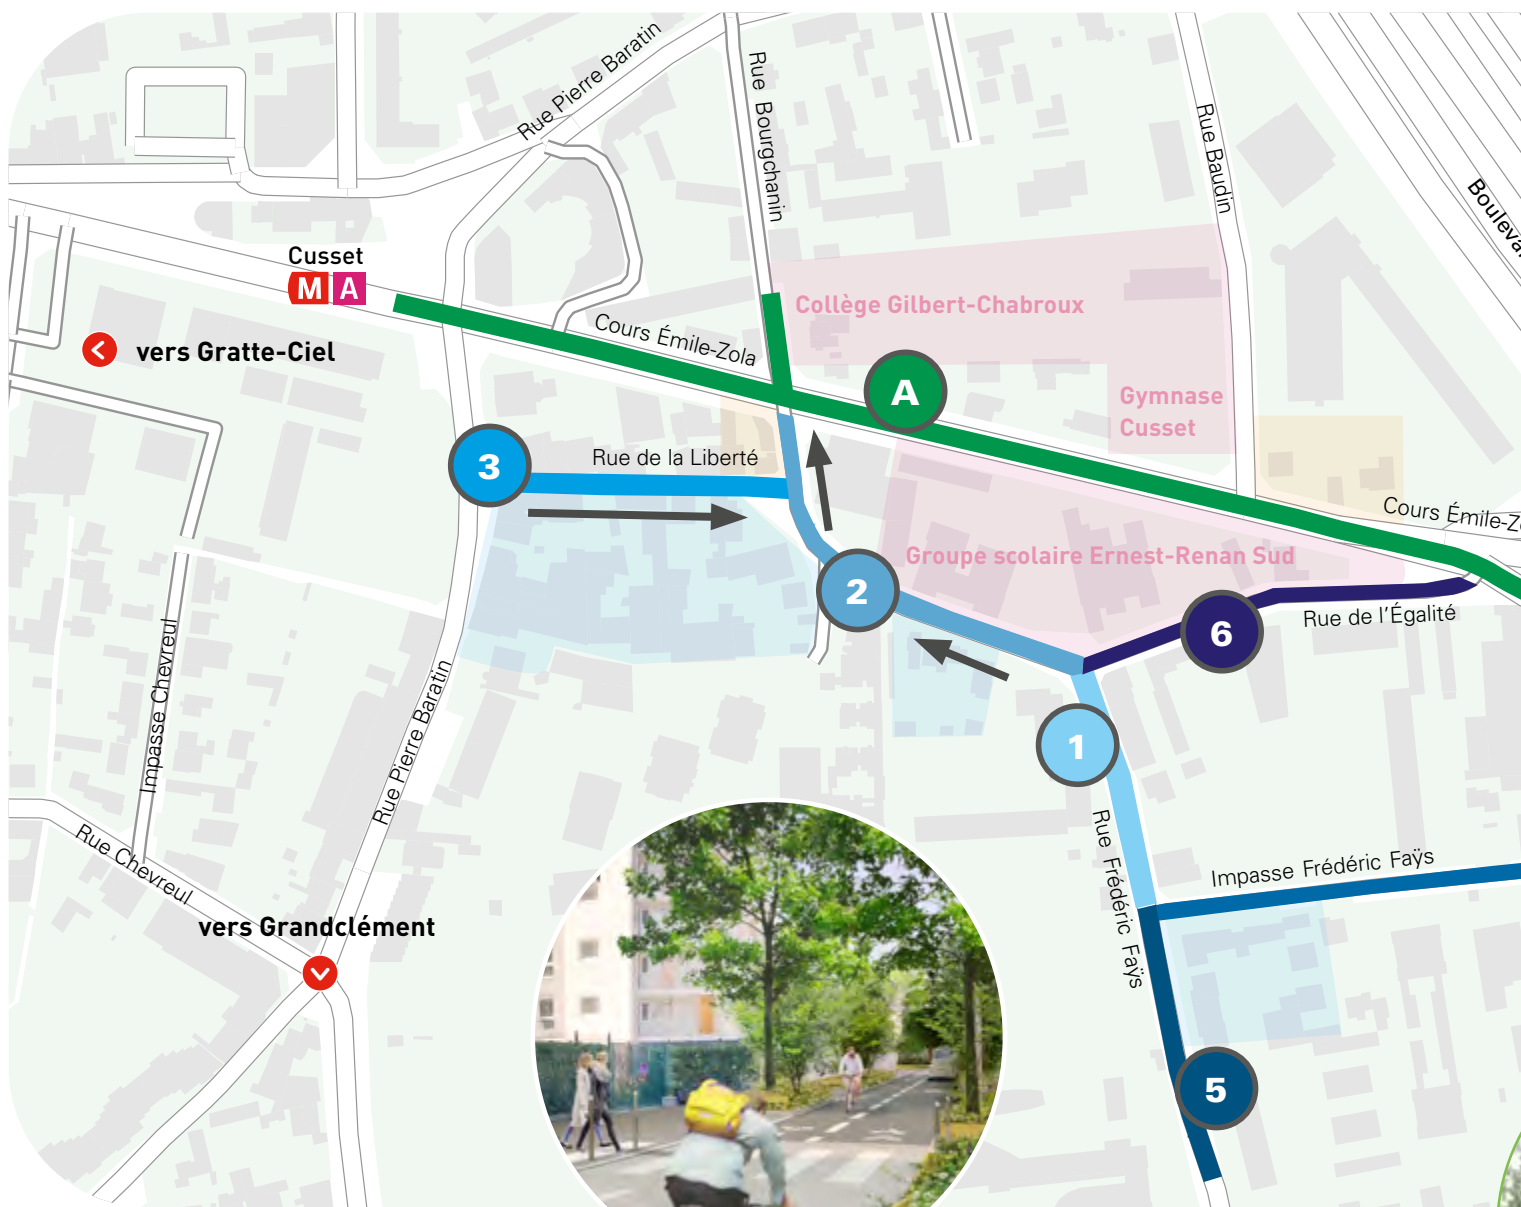 Rue Pierre Baratin
Rue Bourgchanin
Rue Baudin
Boulevar
Cusset
M A
vers Gratte-Ciel
Cours Émile-Zola
Collège Gilbert-Chabroux
A
Gymnase
Cusset
3
Rue de la Liberté
Cours Émile-Zo
Groupe scolaire Ernest-Renan Sud
2
6
Rue de l'Égalité
Impasse Chevreul
Rue Pierre Baratin
1
Rue Chevreul
Rue Frédéric Faÿs
Impasse Frédéric Faÿs
vers Grandclément
5